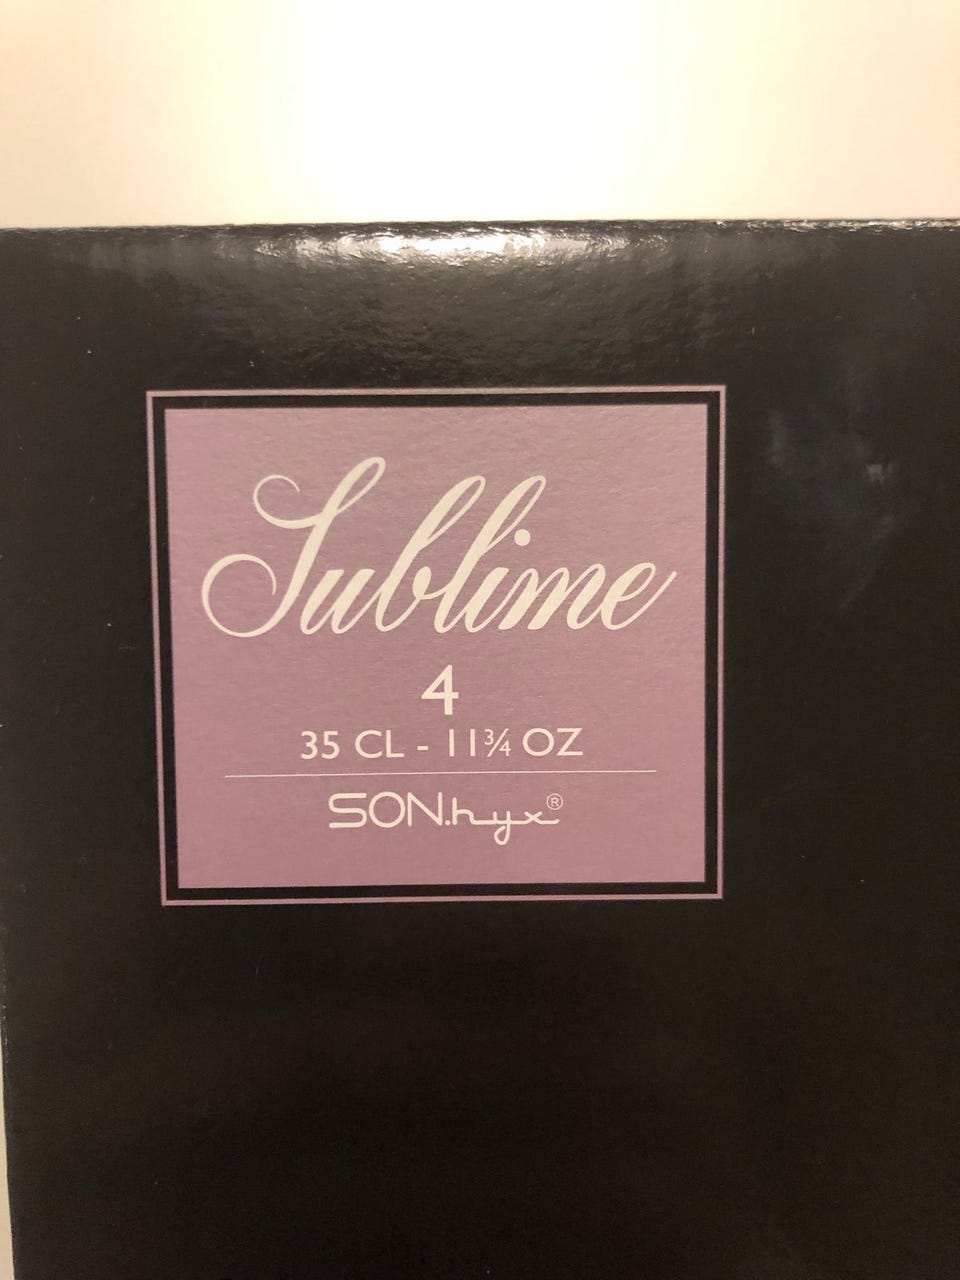 Sublime
4
35 CL - 11¾ OZ
SON.hyx®